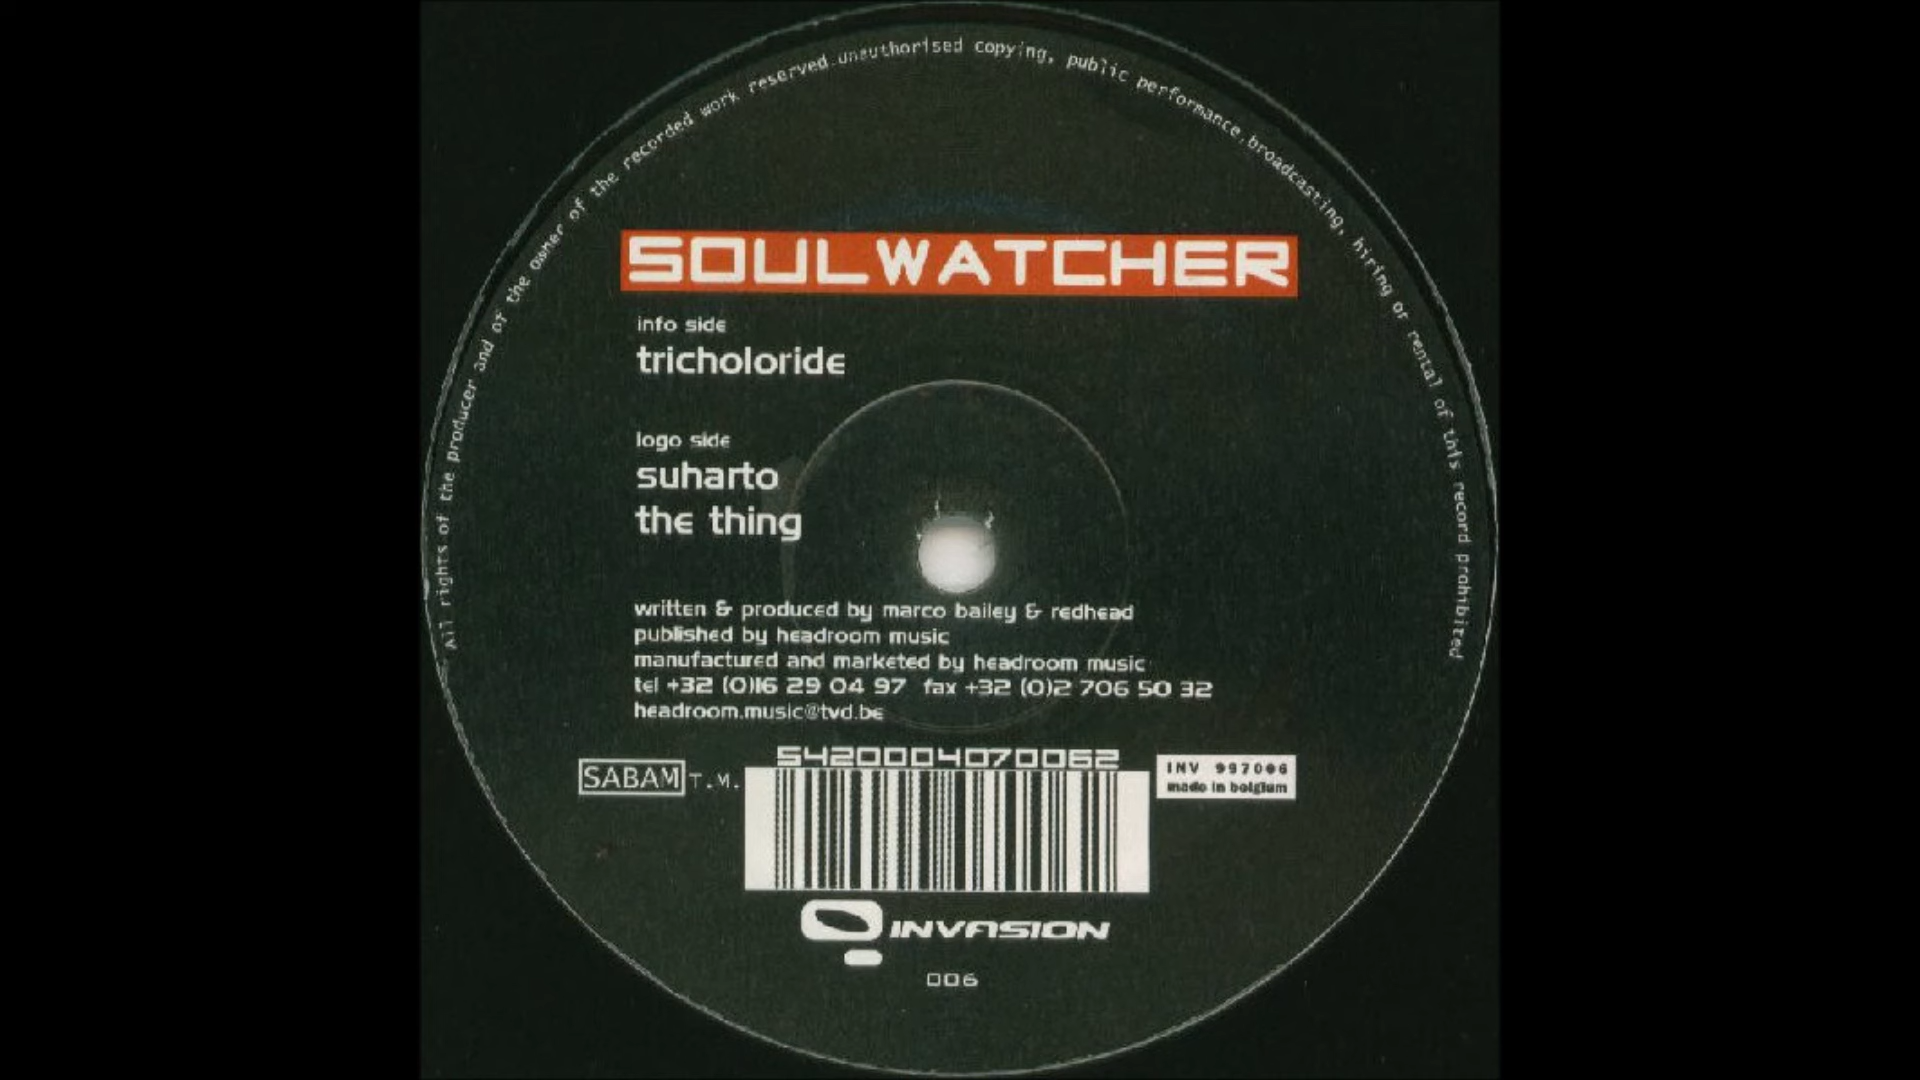 All rights of the producer and of the owner of the recorded work reserved.unauthorised copying, public performance,broadcasting, hiring or rental of this record prohibited
SOULWATCHER
info side
tricholoride
logo side
suharto
the thing
written & produced by marco bailey & redhead
published by headroom music
manufactured and marketed by headroom music
tel +32 (0)16 29 04 97 fax +32 (0)2 706 50 32
headroom.music@tvd.be
5420004070062
SABAM T.M.
INV 997006
made in belgium
INVASION
006